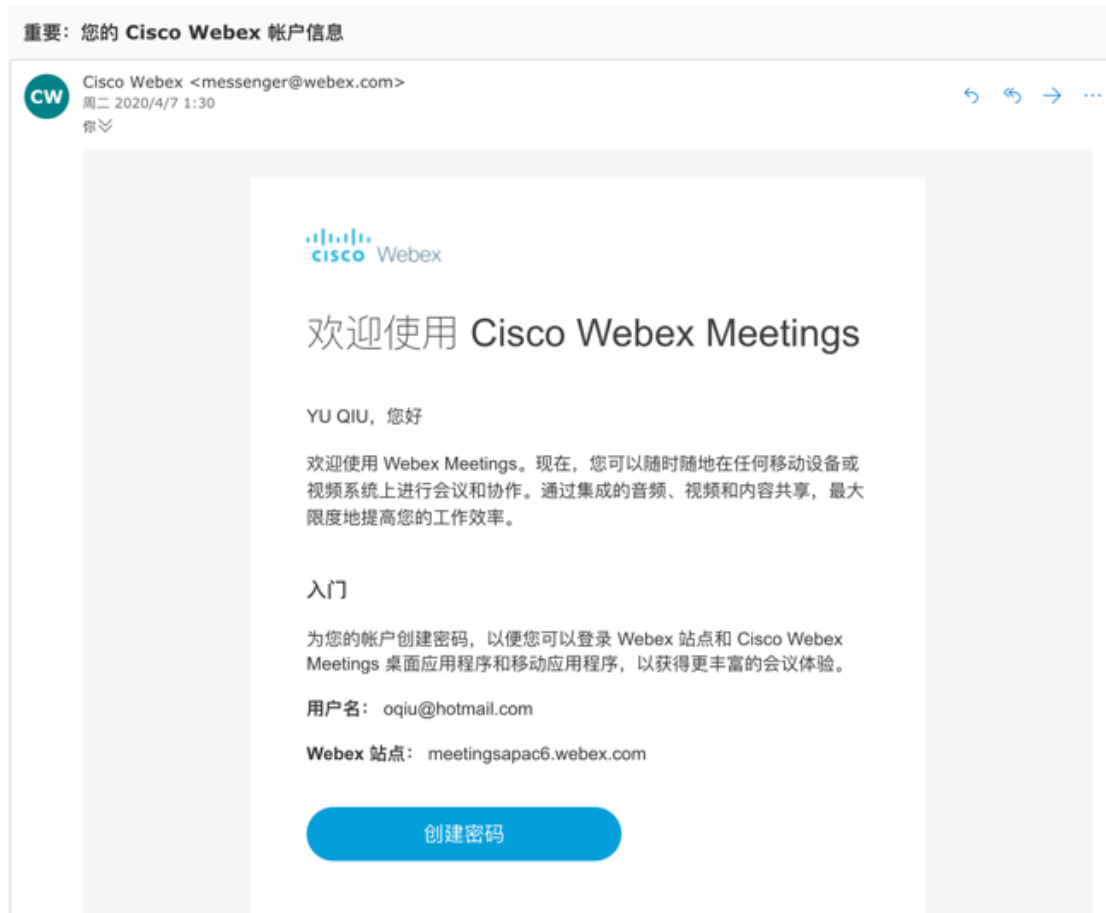 重要：您的 Cisco Webex 帐户信息
CW
Cisco Webex <messenger@webex.com>
周二 2020/4/7 1:30
你
CISCO Webex
欢迎使用 Cisco Webex Meetings
YU QIU，您好
欢迎使用 Webex Meetings。现在，您可以随时随地在任何移动设备或
视频系统上进行会议和协作。通过集成的音频、视频和内容共享，最大
限度地提高您的工作效率。
入门
为您的帐户创建密码，以便您可以登录 Webex 站点和 Cisco Webex
Meetings 桌面应用程序和移动应用程序，以获得更丰富的会议体验。
用户名： oqiu@hotmail.com
Webex 站点： meetingsapac6.webex.com
创建密码